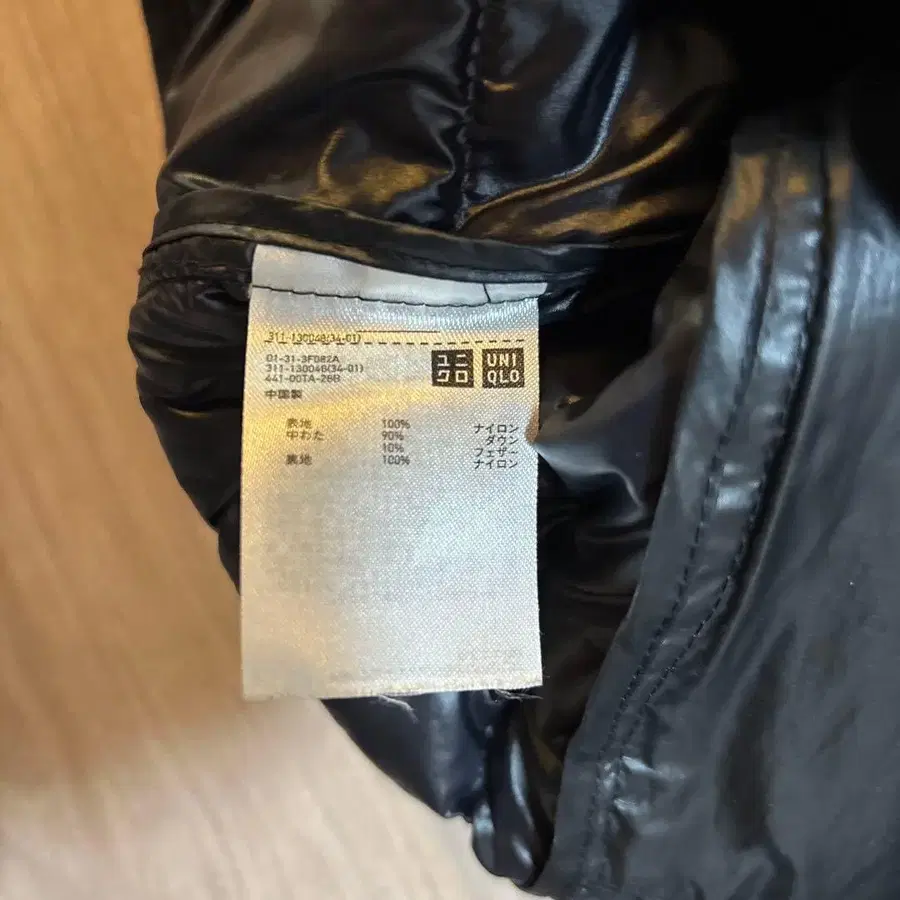 311-130048(34-01)
01-31-3F082A
311-130048(34-01)
441-00TA-26B
ユニ
クロ
UNI
QLO
中国製
表地 100% ナイロン
中わた 90% ダウン
10% フェザー
裏地 100% ナイロン